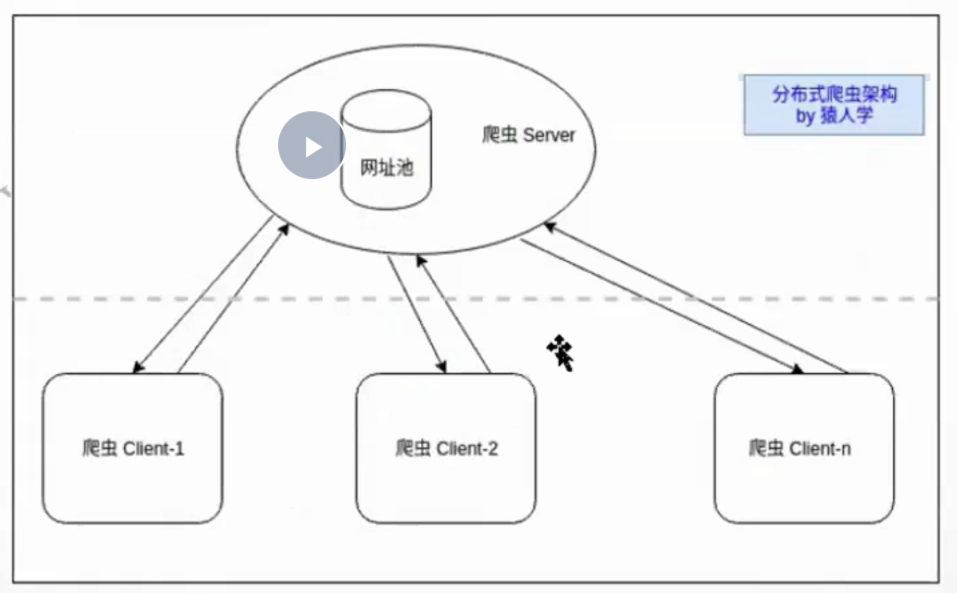 分布式爬虫架构
by 猿人学
爬虫 Server
网址池
爬虫 Client-1
爬虫 Client-2
爬虫 Client-n